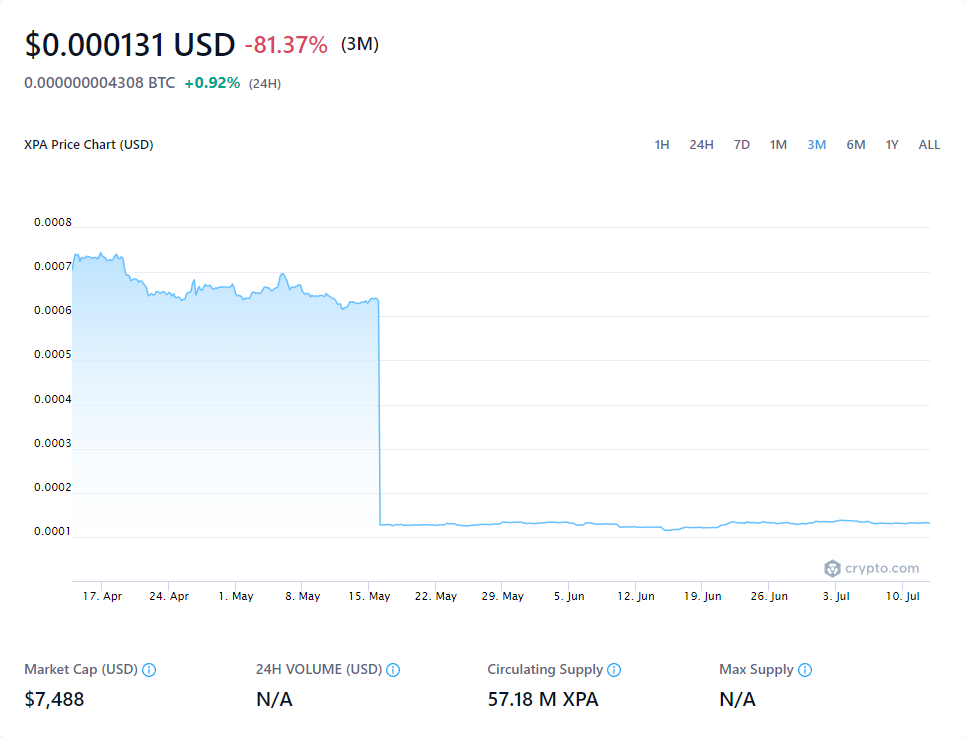 $0.000131 USD -81.37% (3M)
0.000000004308 BTC +0.92% (24H)
XPA Price Chart (USD) 1H 24H 7D 1M 3M 6M 1Y ALL
0.0008
0.0007
0.0006
0.0005
0.0004
0.0003
0.0002
0.0001
crypto.com
17. Apr 24. Apr 1. May 8. May 15. May 22. May 29. May 5. Jun 12. Jun 19. Jun 26. Jun 3. Jul 10. Jul
Market Cap (USD) 24H VOLUME (USD) Circulating Supply Max Supply
$7,488 N/A 57.18 M XPA N/A